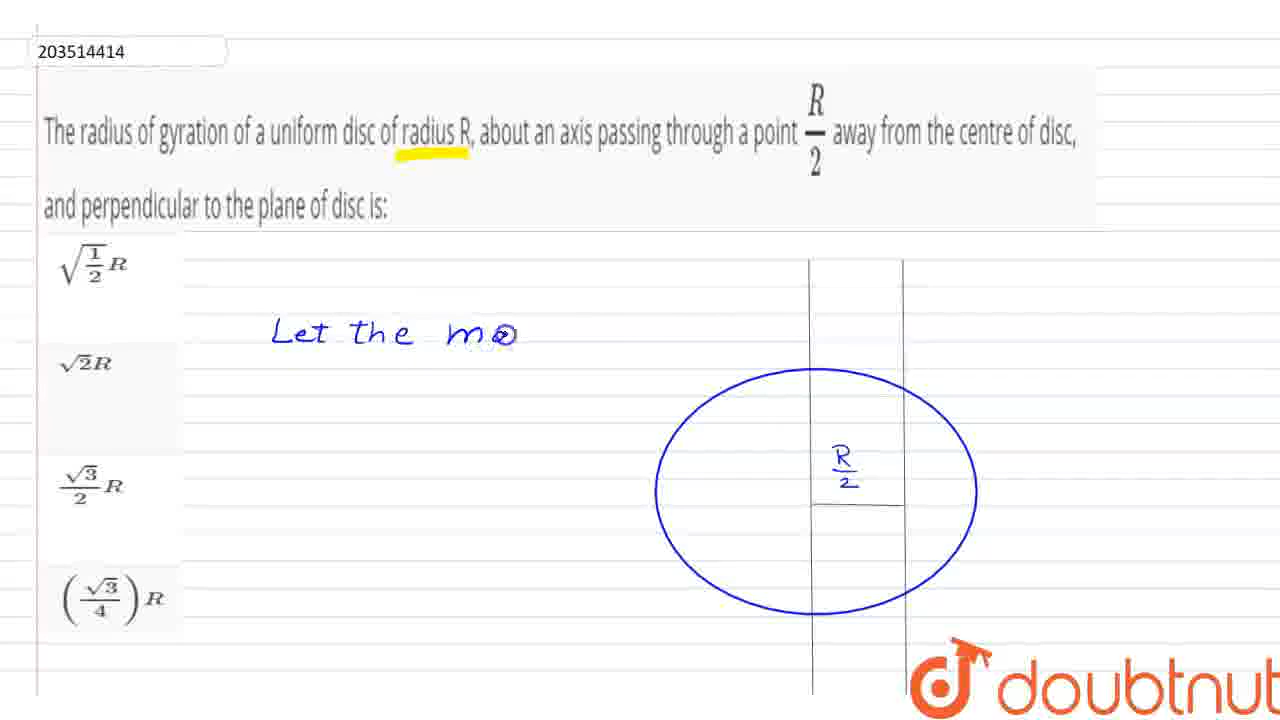 203514414
The radius of gyration of a uniform disc of radius R, about an axis passing through a point R/2 away from the centre of disc,
and perpendicular to the plane of disc is:
√(1/2) R
Let the
√2 R
R/2
√3/2 R
(√3/4) R
doubtnut